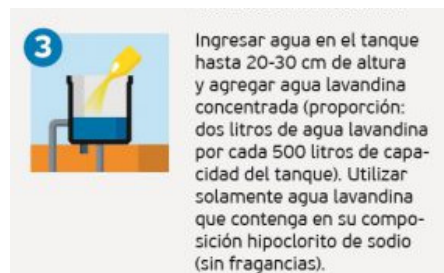 3
Ingresar agua en el tanque
hasta 20-30 cm de altura
y agregar agua lavandina
concentrada (proporción:
dos litros de agua lavandina
por cada 500 litros de capa-
cidad del tanque). Utilizar
solamente agua lavandina
que contenga en su compo-
sición hipoclorito de sodio
(sin fragancias).